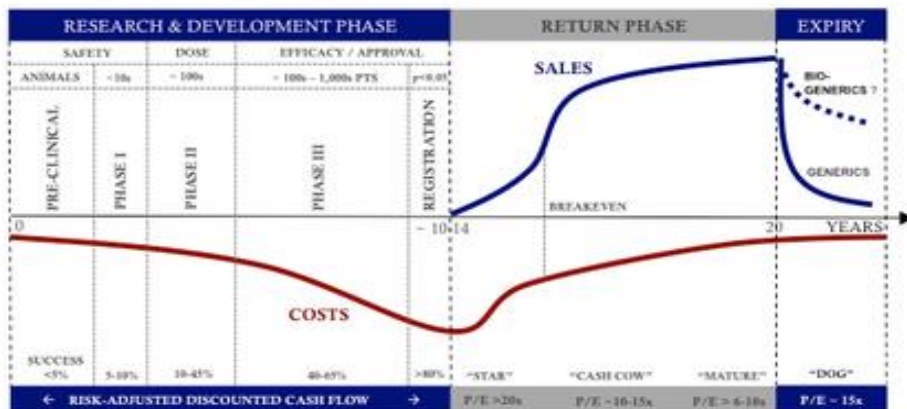 RESEARCH & DEVELOPMENT PHASE
RETURN PHASE
EXPIRY
SAFETY
DOSE
EFFICACY / APPROVAL
ANIMALS
~10s
~ 100s
~ 100s – 1,000s PTS
p<0.05
PRE-CLINICAL
PHASE I
PHASE II
PHASE III
REGISTRATION
SALES
BIO-
GENERICS ?
GENERICS
BREAKEVEN
0
~ 10-14
20
YEARS
COSTS
SUCCESS
<5%
5-10%
10-45%
40-65%
>80%
"STAR"
"CASH COW"
"MATURE"
"DOG"
← RISK-ADJUSTED DISCOUNTED CASH FLOW →
P/E >20x
P/E ~10-15x
P/E > 6-10x
P/E ~ 15x